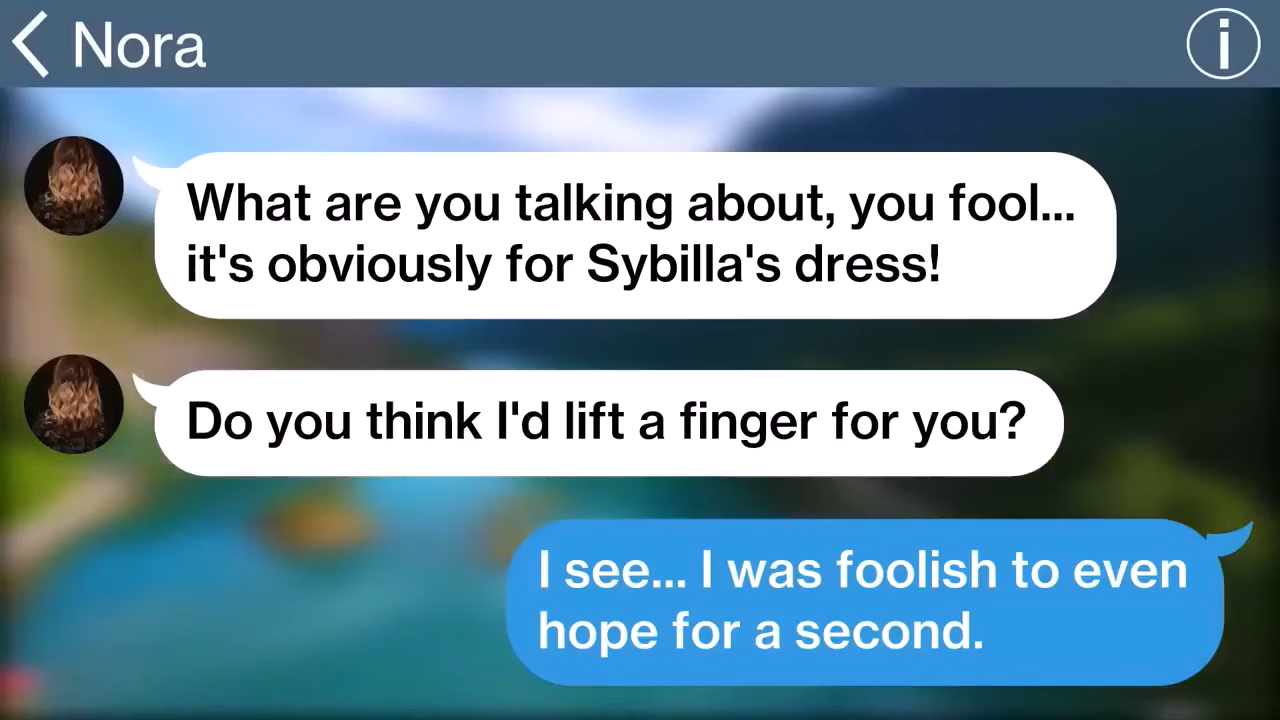 Nora
What are you talking about, you fool...
it's obviously for Sybilla's dress!
Do you think I'd lift a finger for you?
I see... I was foolish to even
hope for a second.